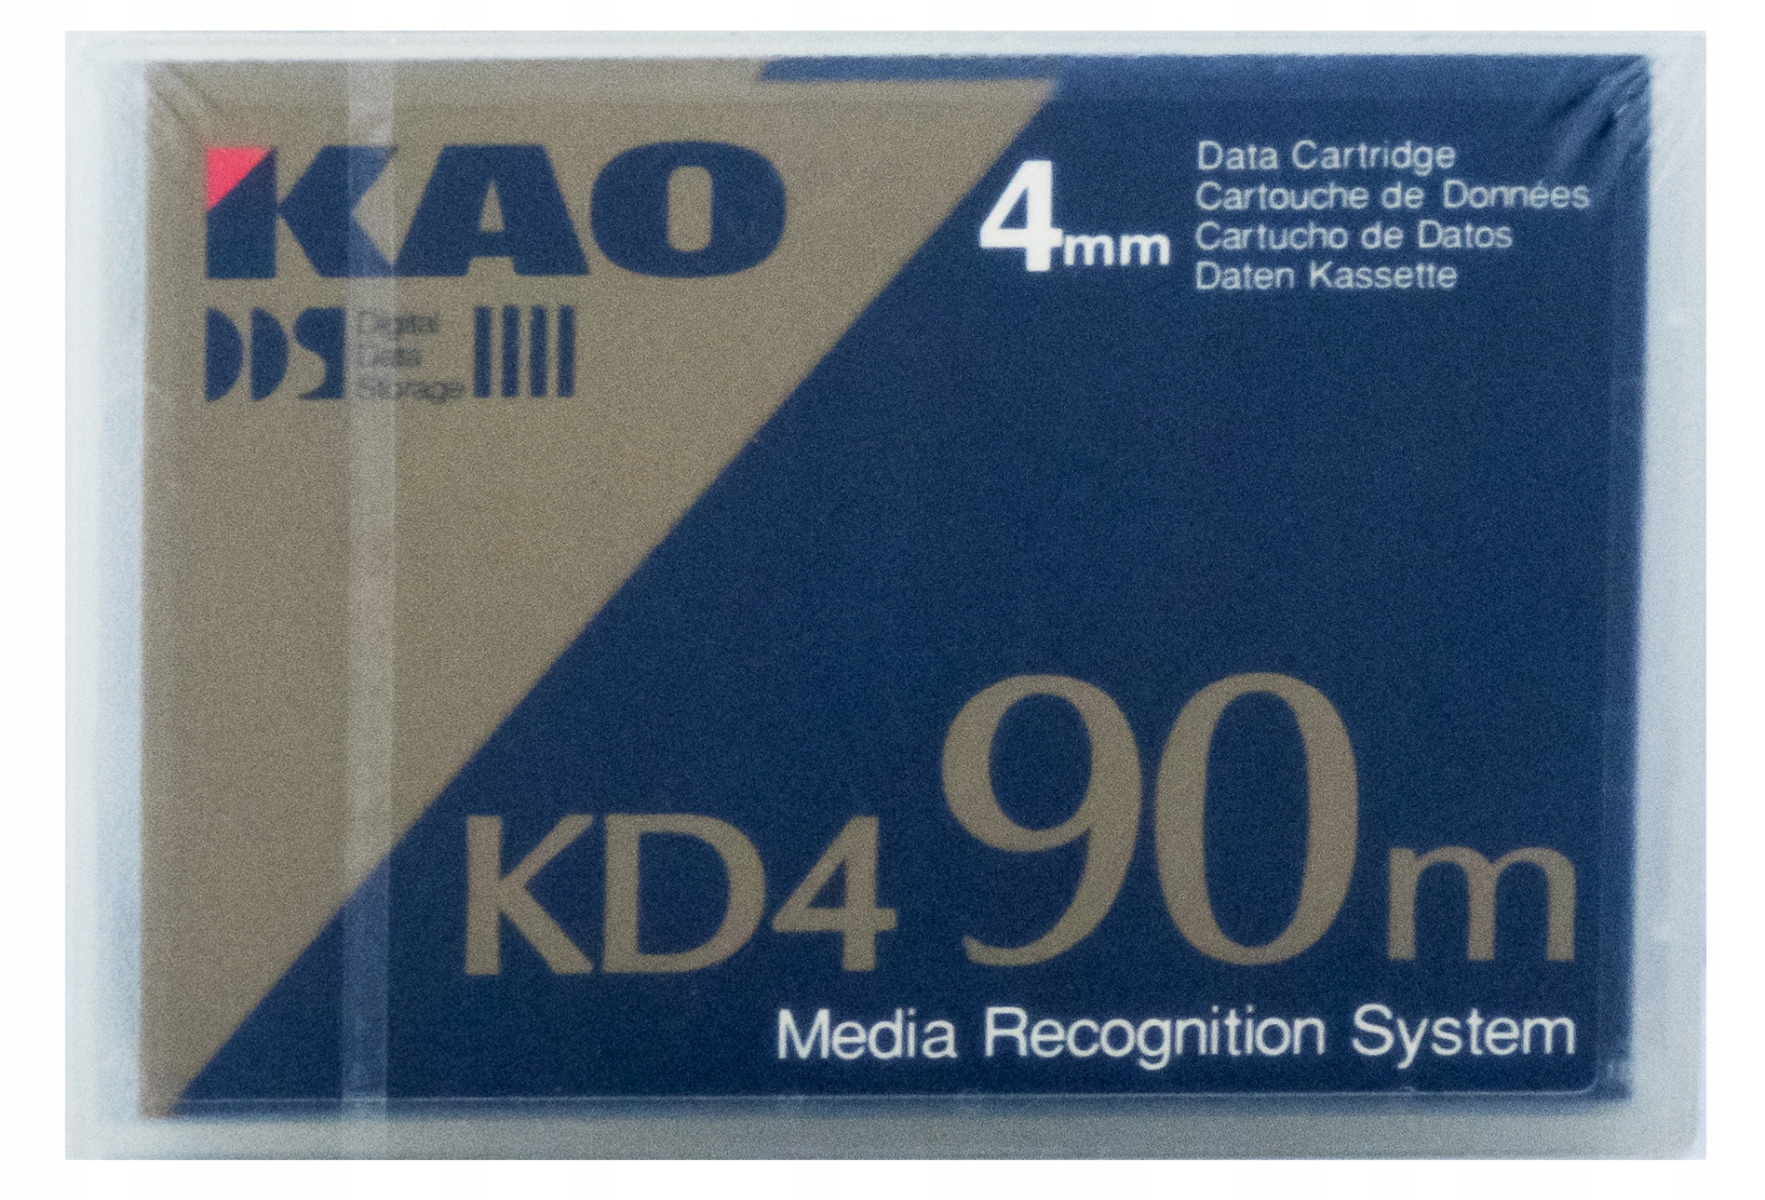 KAO
4mm
Data Cartridge
Cartouche de Données
Cartucho de Datos
Daten Kassette
DDS
Digital
Data
Storage
KD4 90m
Media Recognition System